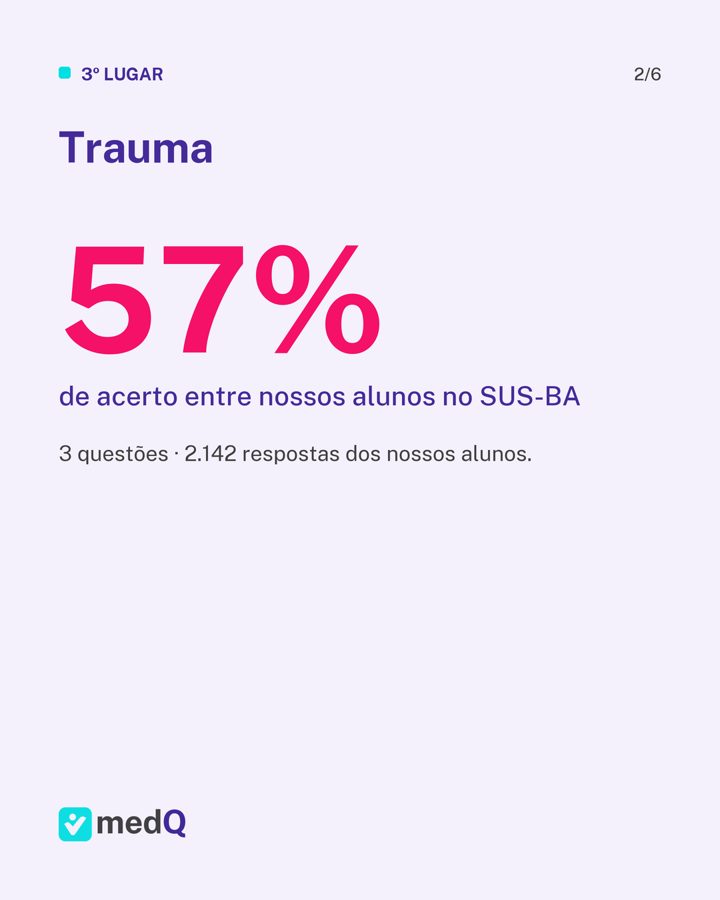 3º LUGAR
2/6
Trauma
57%
de acerto entre nossos alunos no SUS-BA
3 questões · 2.142 respostas dos nossos alunos.
medQ